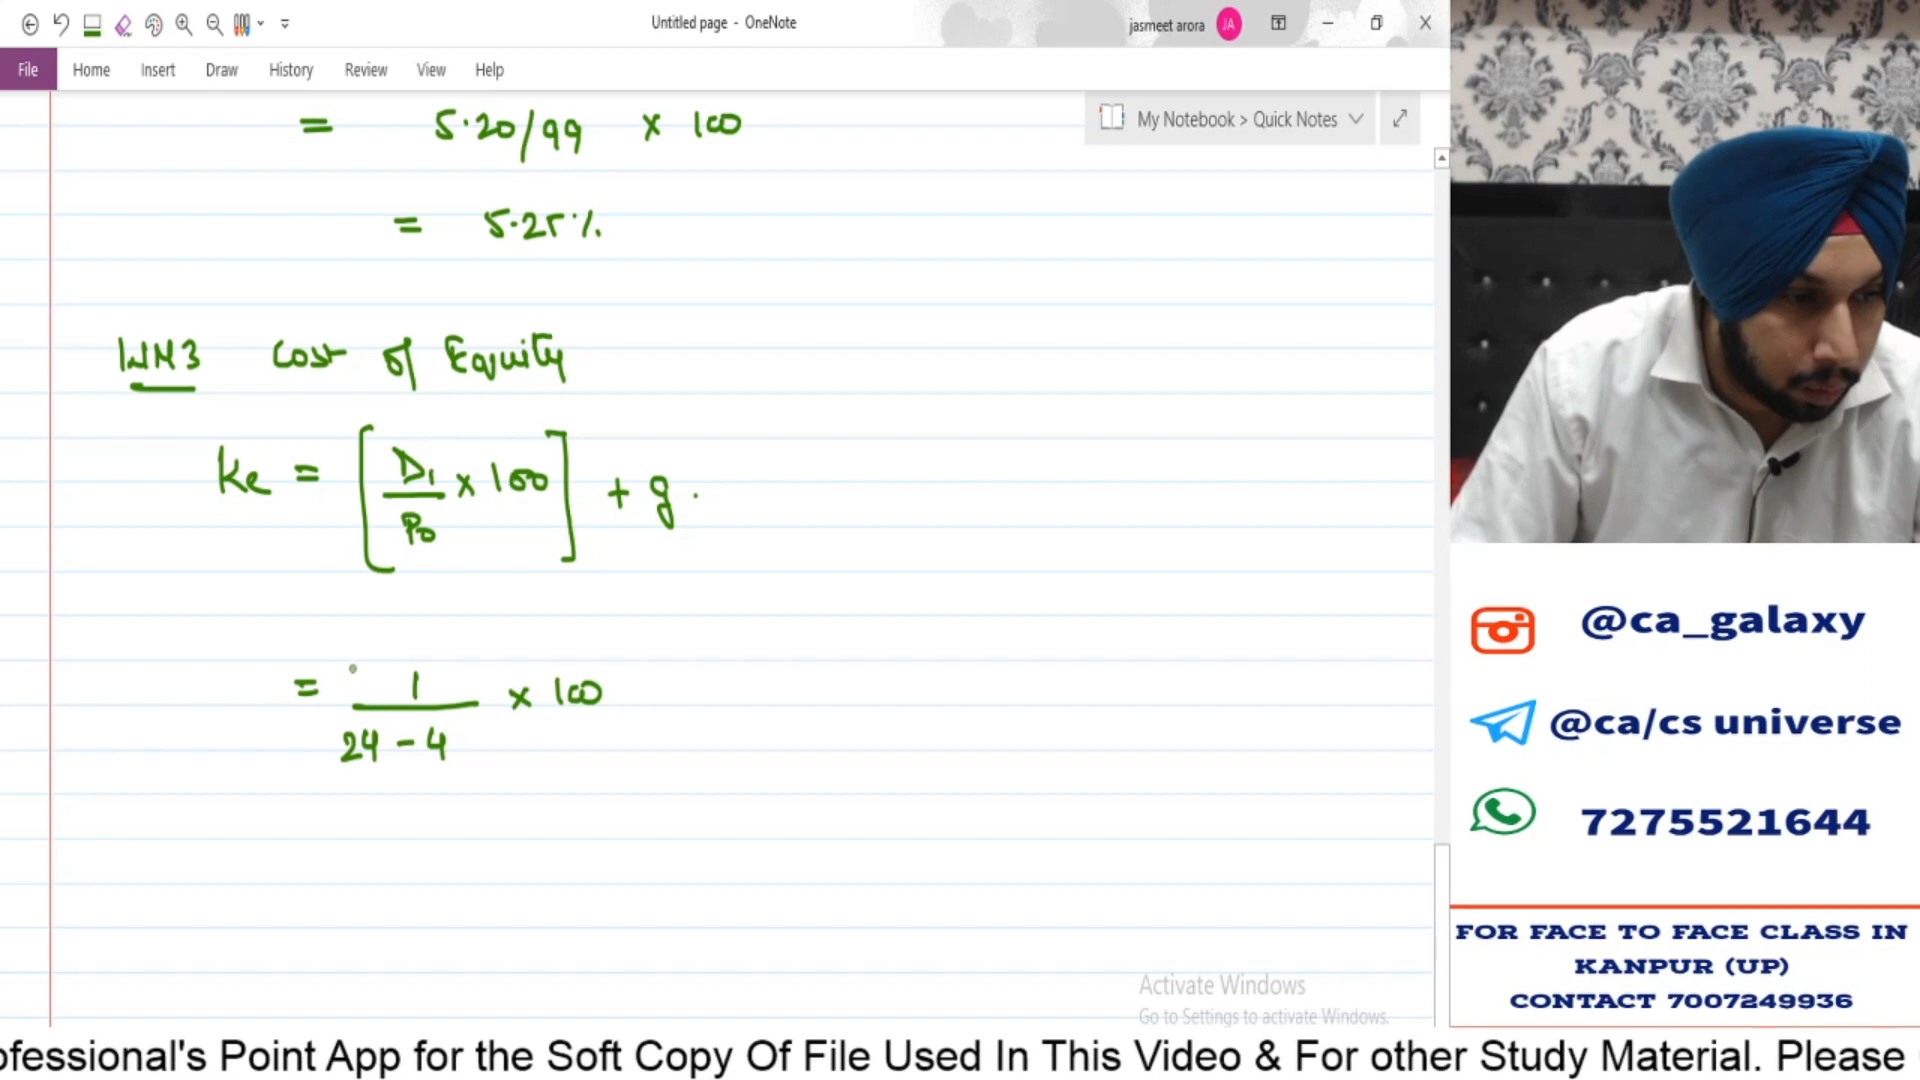 Untitled page - OneNote
jasmeet arora JA
File Home Insert Draw History Review View Help
My Notebook > Quick Notes
= 5.20/99 x 100
= 5.25%
WN3 Cost of Equity
Ke = [D1/P0 x 100] + g.
= 1 x 100
24 - 4
@ca_galaxy
@ca/cs universe
7275521644
FOR FACE TO FACE CLASS IN
KANPUR (UP)
CONTACT 7007249936
Activate Windows
Go to Settings to activate Windows.
ofessional's Point App for the Soft Copy Of File Used In This Video & For other Study Material. Please